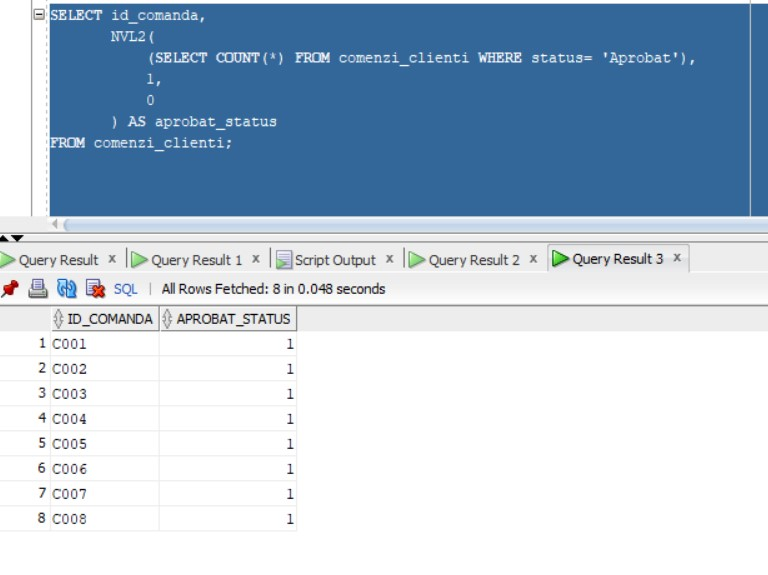 SELECT id_comanda,
NVL2(
(SELECT COUNT(*) FROM comenzi_clienti WHERE status= 'Aprobat'),
1,
0
) AS aprobat_status
FROM comenzi_clienti;
Query Result x Query Result 1 x Script Output x Query Result 2 x Query Result 3 x
SQL | All Rows Fetched: 8 in 0.048 seconds
ID_COMANDA APROBAT_STATUS
1 C001 1
2 C002 1
3 C003 1
4 C004 1
5 C005 1
6 C006 1
7 C007 1
8 C008 1